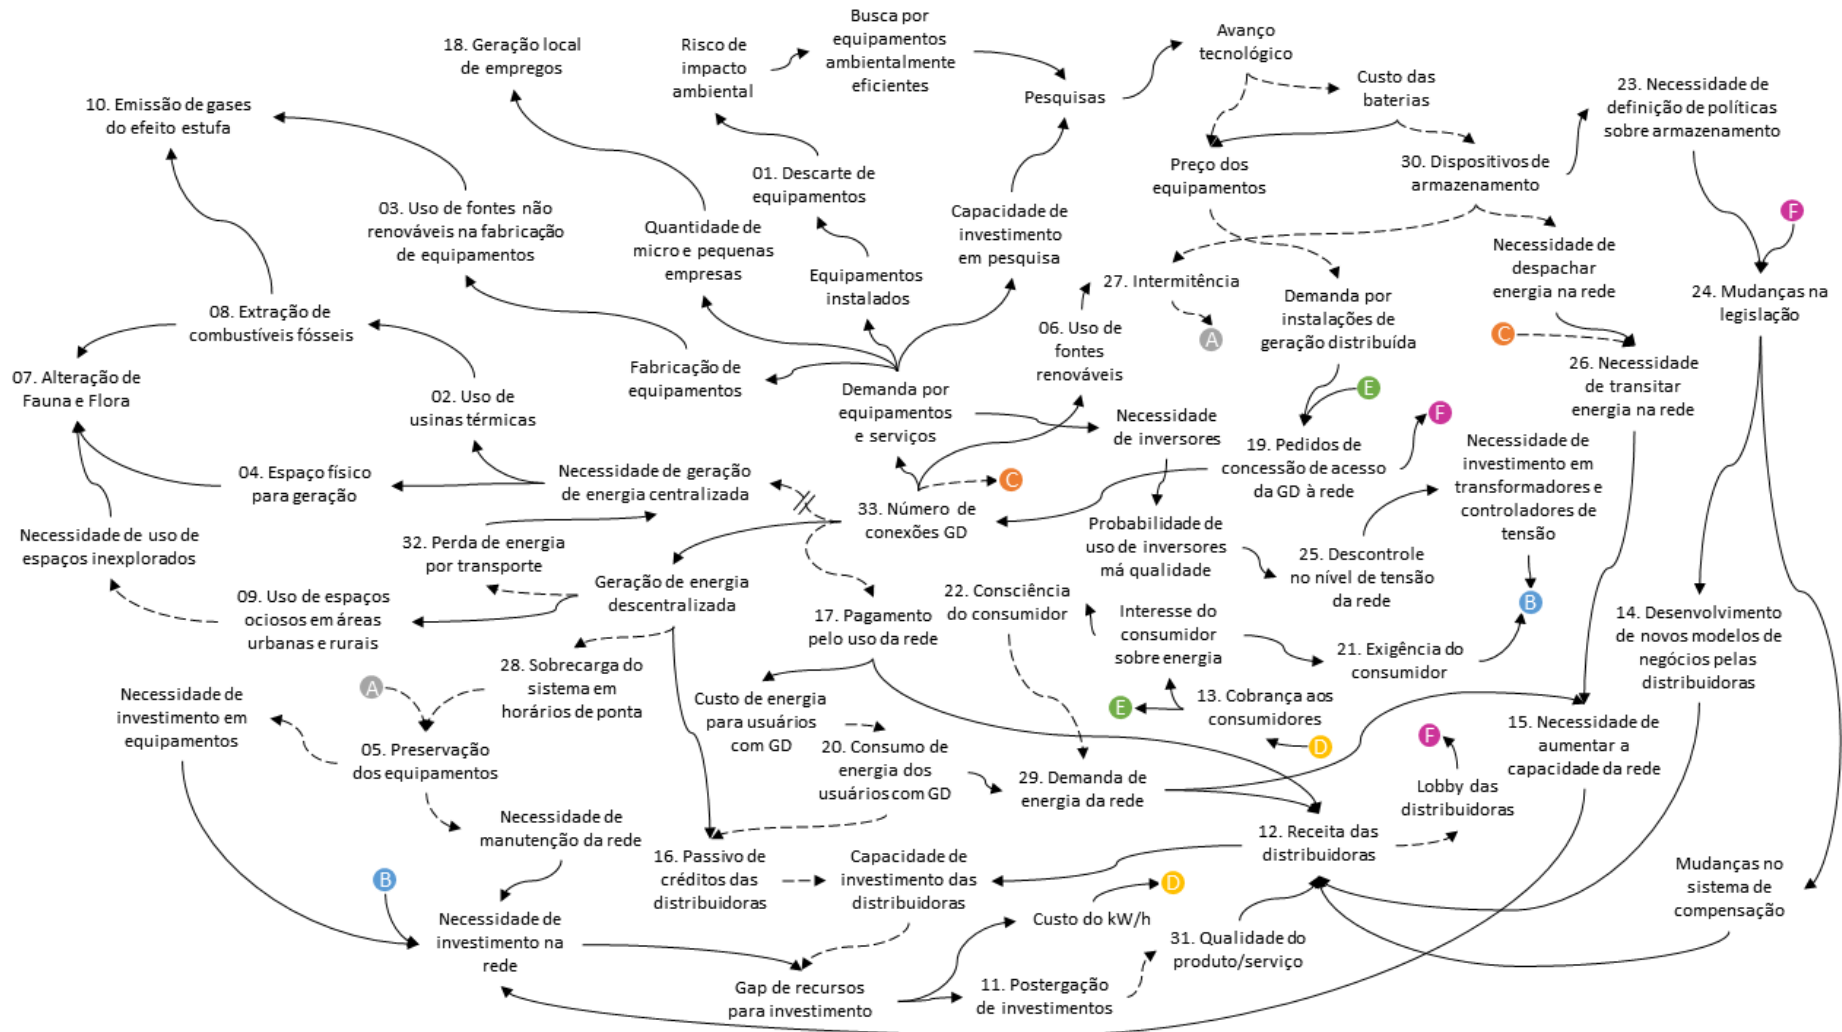 18. Geração local
de empregos
Risco de
impacto
ambiental
Busca por
equipamentos
ambientalmente
eficientes
Pesquisas
Avanço
tecnológico
Custo das
baterias
23. Necessidade de
definição de políticas
sobre armazenamento
10. Emissão de gases
do efeito estufa
01. Descarte de
equipamentos
Preço dos
equipamentos
30. Dispositivos de
armazenamento
03. Uso de fontes não
renováveis na fabricação
de equipamentos
Quantidade de
micro e pequenas
empresas
Capacidade de
investimento
em pesquisa
F
Necessidade de
despachar
energia na rede
Equipamentos
instalados
27. Intermitência
Demanda por
instalações de
geração distribuída
24. Mudanças na
legislação
08. Extração de
combustíveis fósseis
06. Uso de
fontes
renováveis
A
C
07. Alteração de
Fauna e Flora
02. Uso de
usinas térmicas
Fabricação de
equipamentos
Demanda por
equipamentos
e serviços
Necessidade
de inversores
E
26. Necessidade
de transitar
energia na rede
F
19. Pedidos de
concessão de acesso
da GD à rede
Necessidade de
investimento em
transformadores e
controladores de
tensão
04. Espaço físico
para geração
Necessidade de geração
de energia centralizada
C
33. Número de
conexões GD
Necessidade de uso de
espaços inexplorados
32. Perda de energia
por transporte
Probabilidade de
uso de inversores
má qualidade
25. Descontrole
no nível de tensão
da rede
Geração de energia
descentralizada
22. Consciência
do consumidor
B
09. Uso de espaços
ociosos em áreas
urbanas e rurais
17. Pagamento
pelo uso da rede
Interesse do
consumidor
sobre energia
21. Exigência do
consumidor
14. Desenvolvimento
de novos modelos de
negócios pelas
distribuidoras
28. Sobrecarga do
sistema em
horários de ponta
A
Necessidade de
investimento em
equipamentos
Custo de energia
para usuários
com GD
E
13. Cobrança aos
consumidores
D
F
15. Necessidade de
aumentar a
capacidade da rede
05. Preservação
dos equipamentos
20. Consumo de
energia dos
usuários com GD
29. Demanda de
energia da rede
Lobby das
distribuidoras
Necessidade de
manutenção da rede
16. Passivo de
créditos das
distribuidoras
Capacidade de
investimento das
distribuidoras
12. Receita das
distribuidoras
B
D
Mudanças no
sistema de
compensação
Necessidade de
investimento na
rede
Custo do kW/h
31. Qualidade do
produto/serviço
Gap de recursos
para investimento
11. Postergação
de investimentos